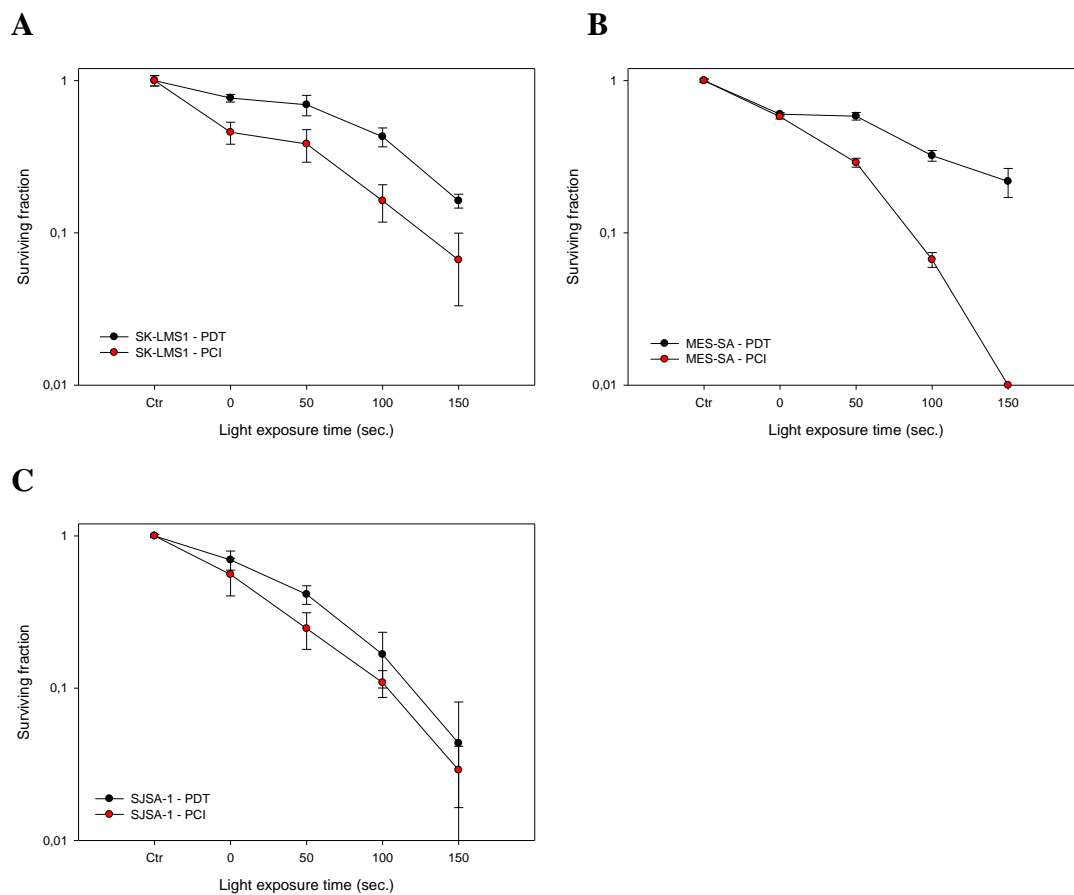 A
Surviving fraction
1
0,1
0,01
SK-LMS1 - PDT
SK-LMS1 - PCI
Ctr 0 50 100 150
Light exposure time (sec.)
B
Surviving fraction
1
0,1
0,01
MES-SA - PDT
MES-SA - PCI
Ctr 0 50 100 150
Light exposure time (sec.)
C
Surviving fraction
1
0,1
0,01
SJSA-1 - PDT
SJSA-1 - PCI
Ctr 0 50 100 150
Light exposure time (sec.)